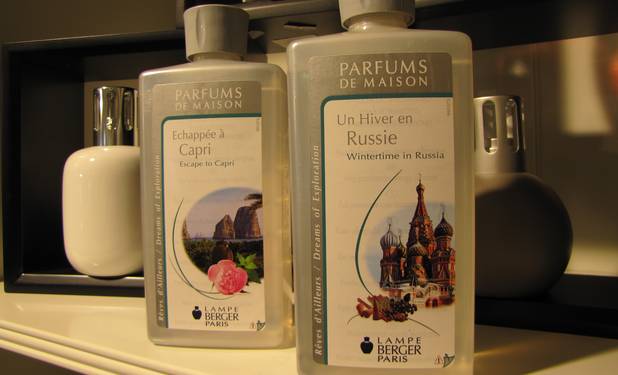 PARFUMS
DE MAISON
Echappée à
Capri
Escape to Capri
Rêves d'Ailleurs / Dreams of Exploration
LAMPE
BERGER
PARIS
PARFUMS
DE MAISON
Un Hiver en
Russie
Wintertime in Russia
Rêves d'Ailleurs / Dreams of Exploration
LAMPE
BERGER
PARIS